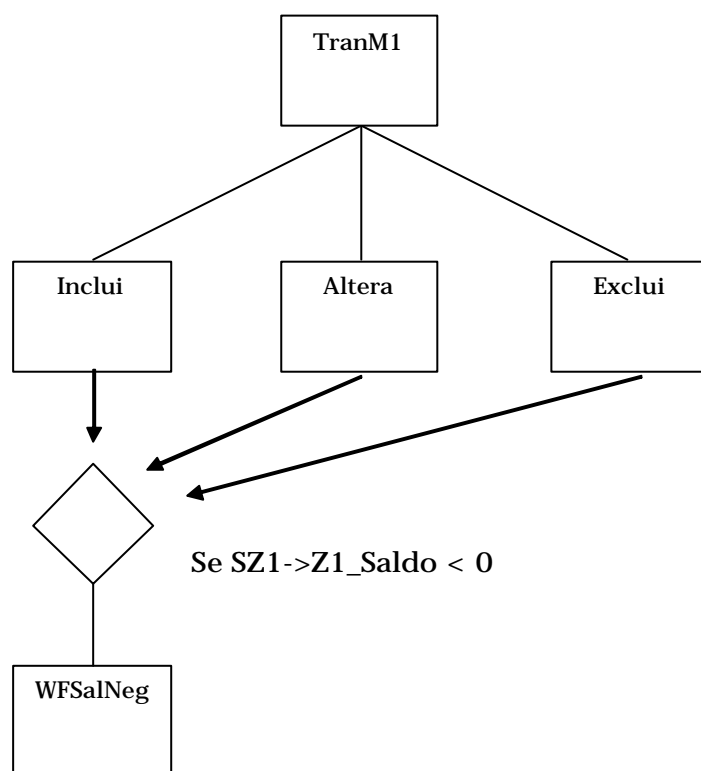 TranM1
Inclui
Altera
Exclui
Se SZ1->Z1_Saldo < 0
WFSalNeg